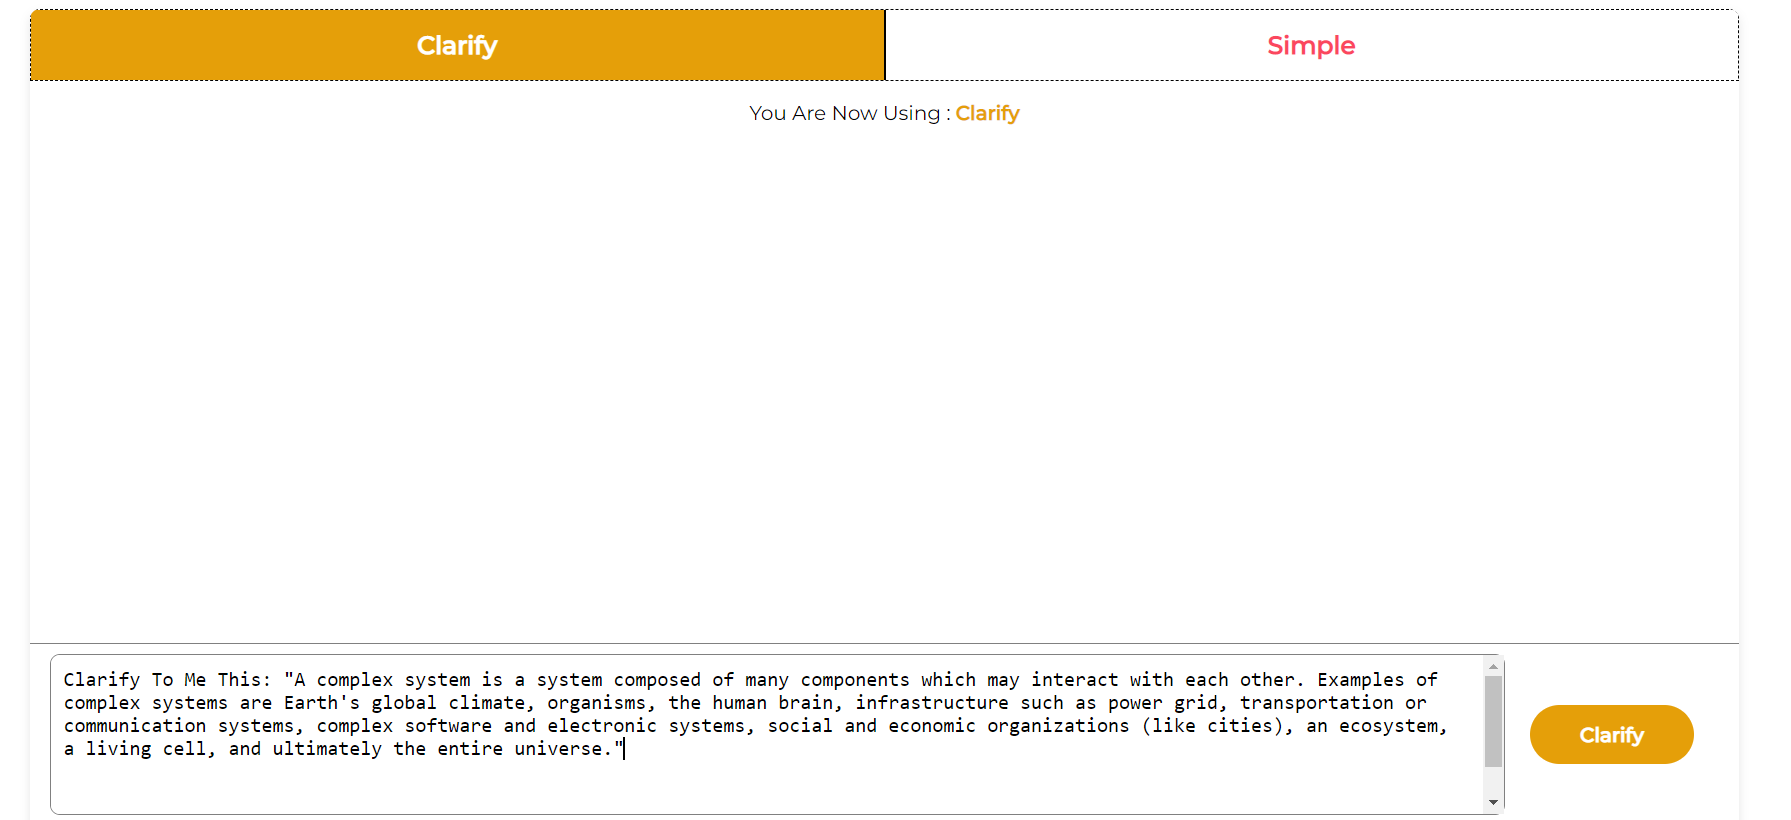 Clarify
Simple
You Are Now Using : Clarify
Clarify To Me This: "A complex system is a system composed of many components which may interact with each other. Examples of
complex systems are Earth's global climate, organisms, the human brain, infrastructure such as power grid, transportation or
communication systems, complex software and electronic systems, social and economic organizations (like cities), an ecosystem,
a living cell, and ultimately the entire universe."
Clarify